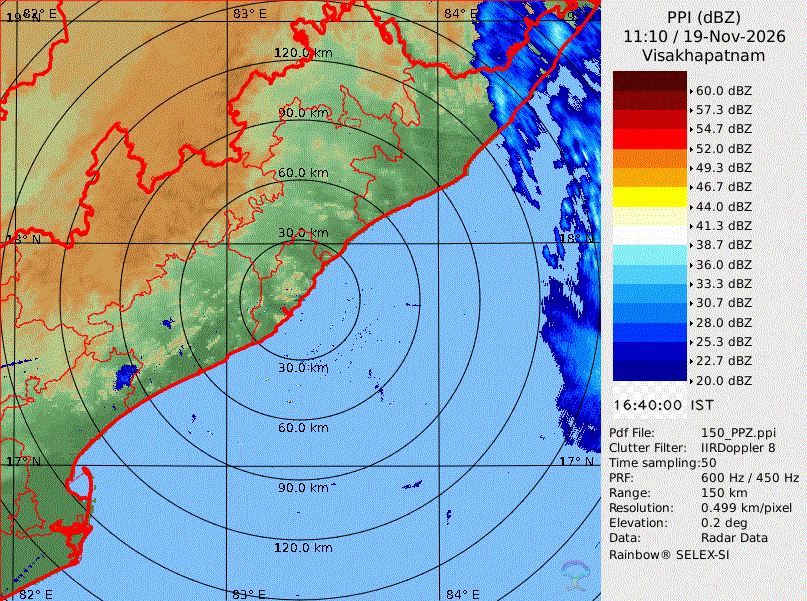 19° N
82° E
83° E
84° E
120.0 km
90.0 km
60.0 km
30.0 km
18° N
18° N
30.0 km
60.0 km
17° N
17° N
90.0 km
120.0 km
82° E
83° E
84° E
PPI (dBZ)
11:10 / 19-Nov-2026
Visakhapatnam
60.0 dBZ
57.3 dBZ
54.7 dBZ
52.0 dBZ
49.3 dBZ
46.7 dBZ
44.0 dBZ
41.3 dBZ
38.7 dBZ
36.0 dBZ
33.3 dBZ
30.7 dBZ
28.0 dBZ
25.3 dBZ
22.7 dBZ
20.0 dBZ
16:40:00 IST
Pdf File: 150_PPZ.ppi
Clutter Filter: IIRDoppler 8
Time sampling:50
PRF: 600 Hz / 450 Hz
Range: 150 km
Resolution: 0.499 km/pixel
Elevation: 0.2 deg
Data: Radar Data
Rainbow® SELEX-SI